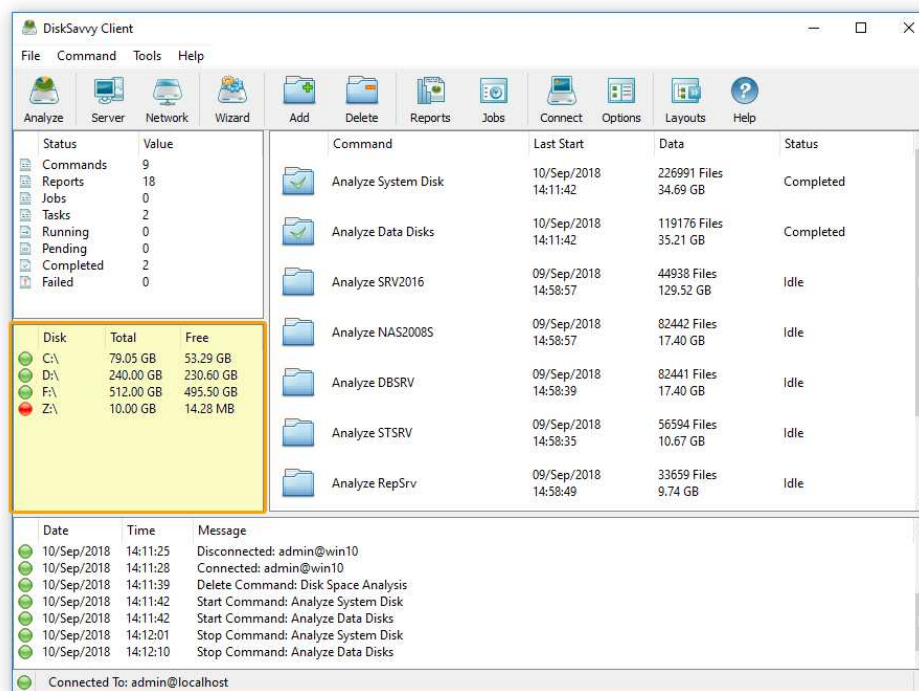 DiskSavvy Client
File Command Tools Help
Analyze Server Network Wizard Add Delete Reports Jobs Connect Options Layouts Help
Status Value
Commands 9
Reports 18
Jobs 0
Tasks 2
Running 0
Pending 0
Completed 2
Failed 0
Disk Total Free
C:\ 79.05 GB 53.29 GB
D:\ 240.00 GB 230.60 GB
F:\ 512.00 GB 495.50 GB
Z:\ 10.00 GB 14.28 MB
Command Last Start Data Status
Analyze System Disk 10/Sep/2018 14:11:42 226991 Files 34.69 GB Completed
Analyze Data Disks 10/Sep/2018 14:11:42 119176 Files 35.21 GB Completed
Analyze SRV2016 09/Sep/2018 14:58:57 44938 Files 129.52 GB Idle
Analyze NAS2008S 09/Sep/2018 14:58:57 82442 Files 17.40 GB Idle
Analyze DBSRV 09/Sep/2018 14:58:39 82441 Files 17.40 GB Idle
Analyze STSRV 09/Sep/2018 14:58:35 56594 Files 10.67 GB Idle
Analyze RepSrv 09/Sep/2018 14:58:49 33659 Files 9.74 GB Idle
Date Time Message
10/Sep/2018 14:11:25 Disconnected: admin@win10
10/Sep/2018 14:11:28 Connected: admin@win10
10/Sep/2018 14:11:39 Delete Command: Disk Space Analysis
10/Sep/2018 14:11:42 Start Command: Analyze System Disk
10/Sep/2018 14:11:42 Start Command: Analyze Data Disks
10/Sep/2018 14:12:01 Stop Command: Analyze System Disk
10/Sep/2018 14:12:10 Stop Command: Analyze Data Disks
Connected To: admin@localhost